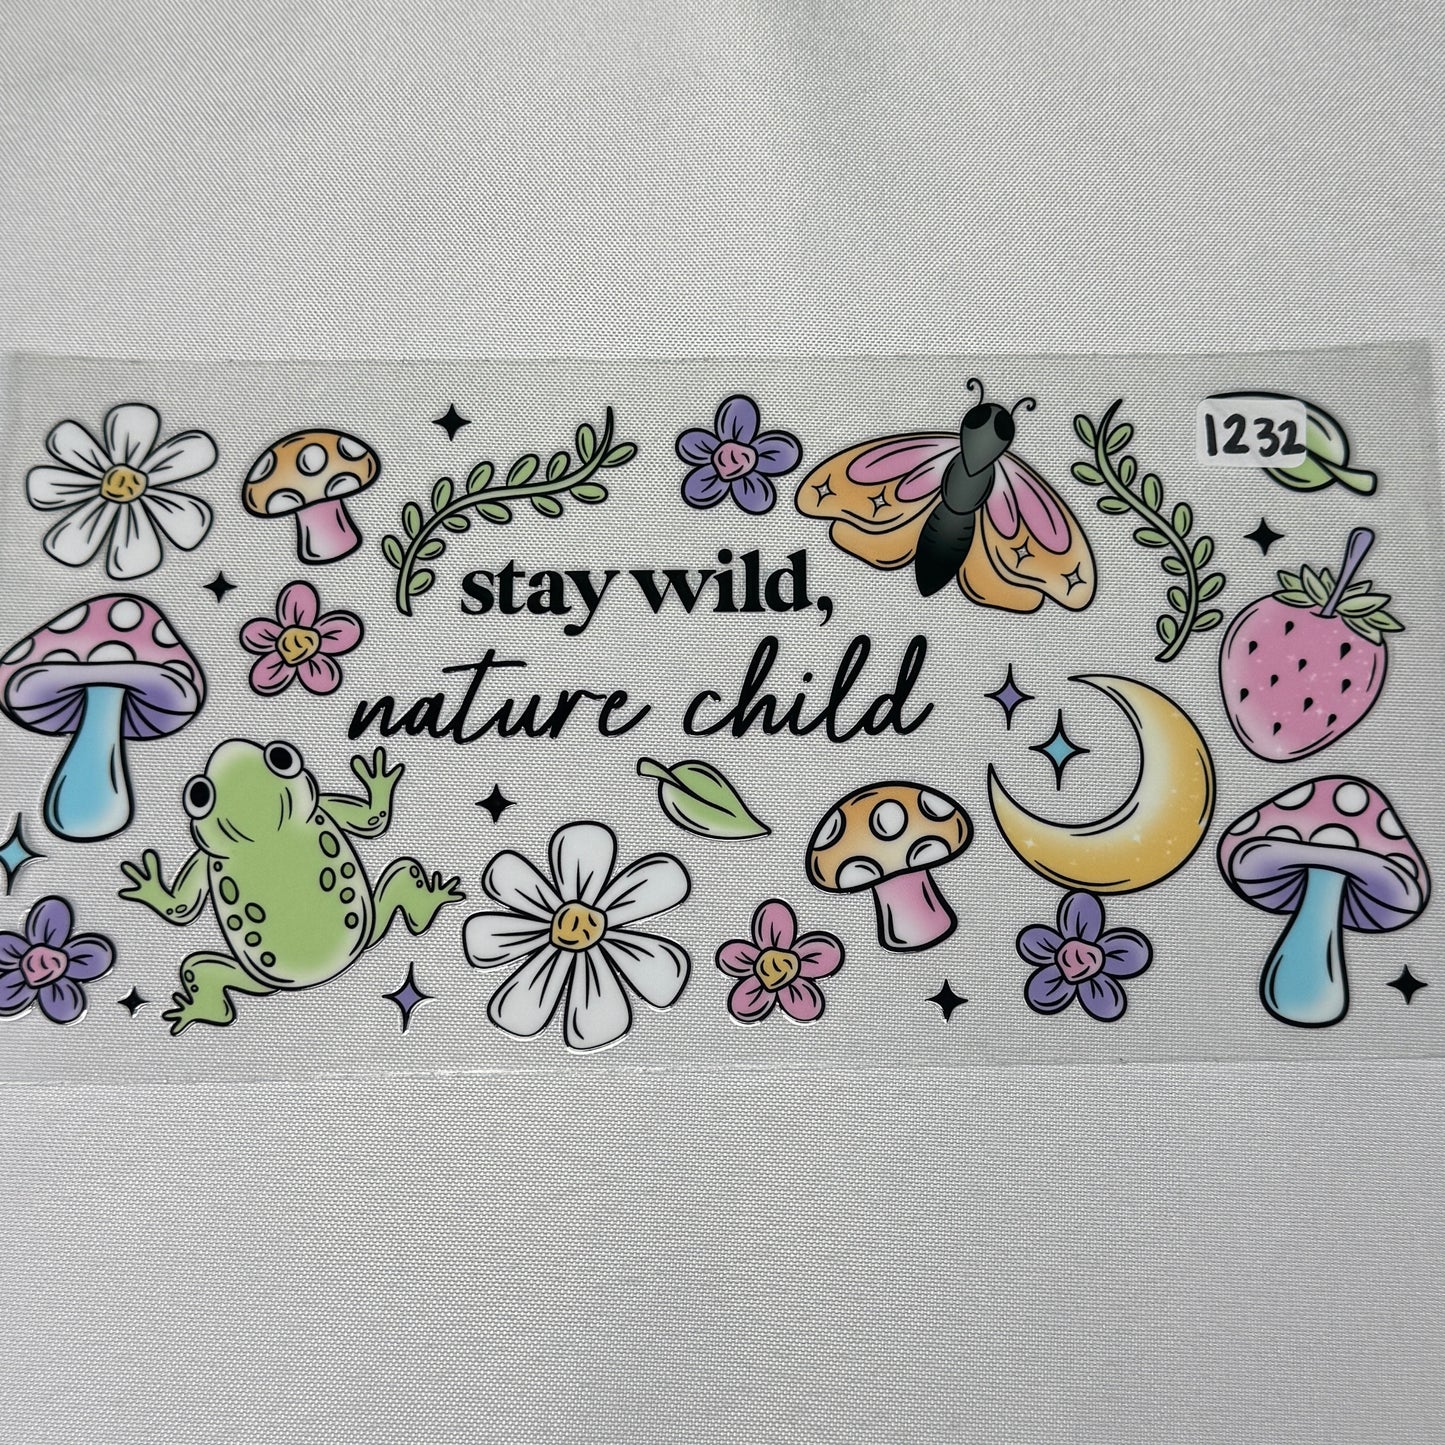 1232
stay wild,
nature child